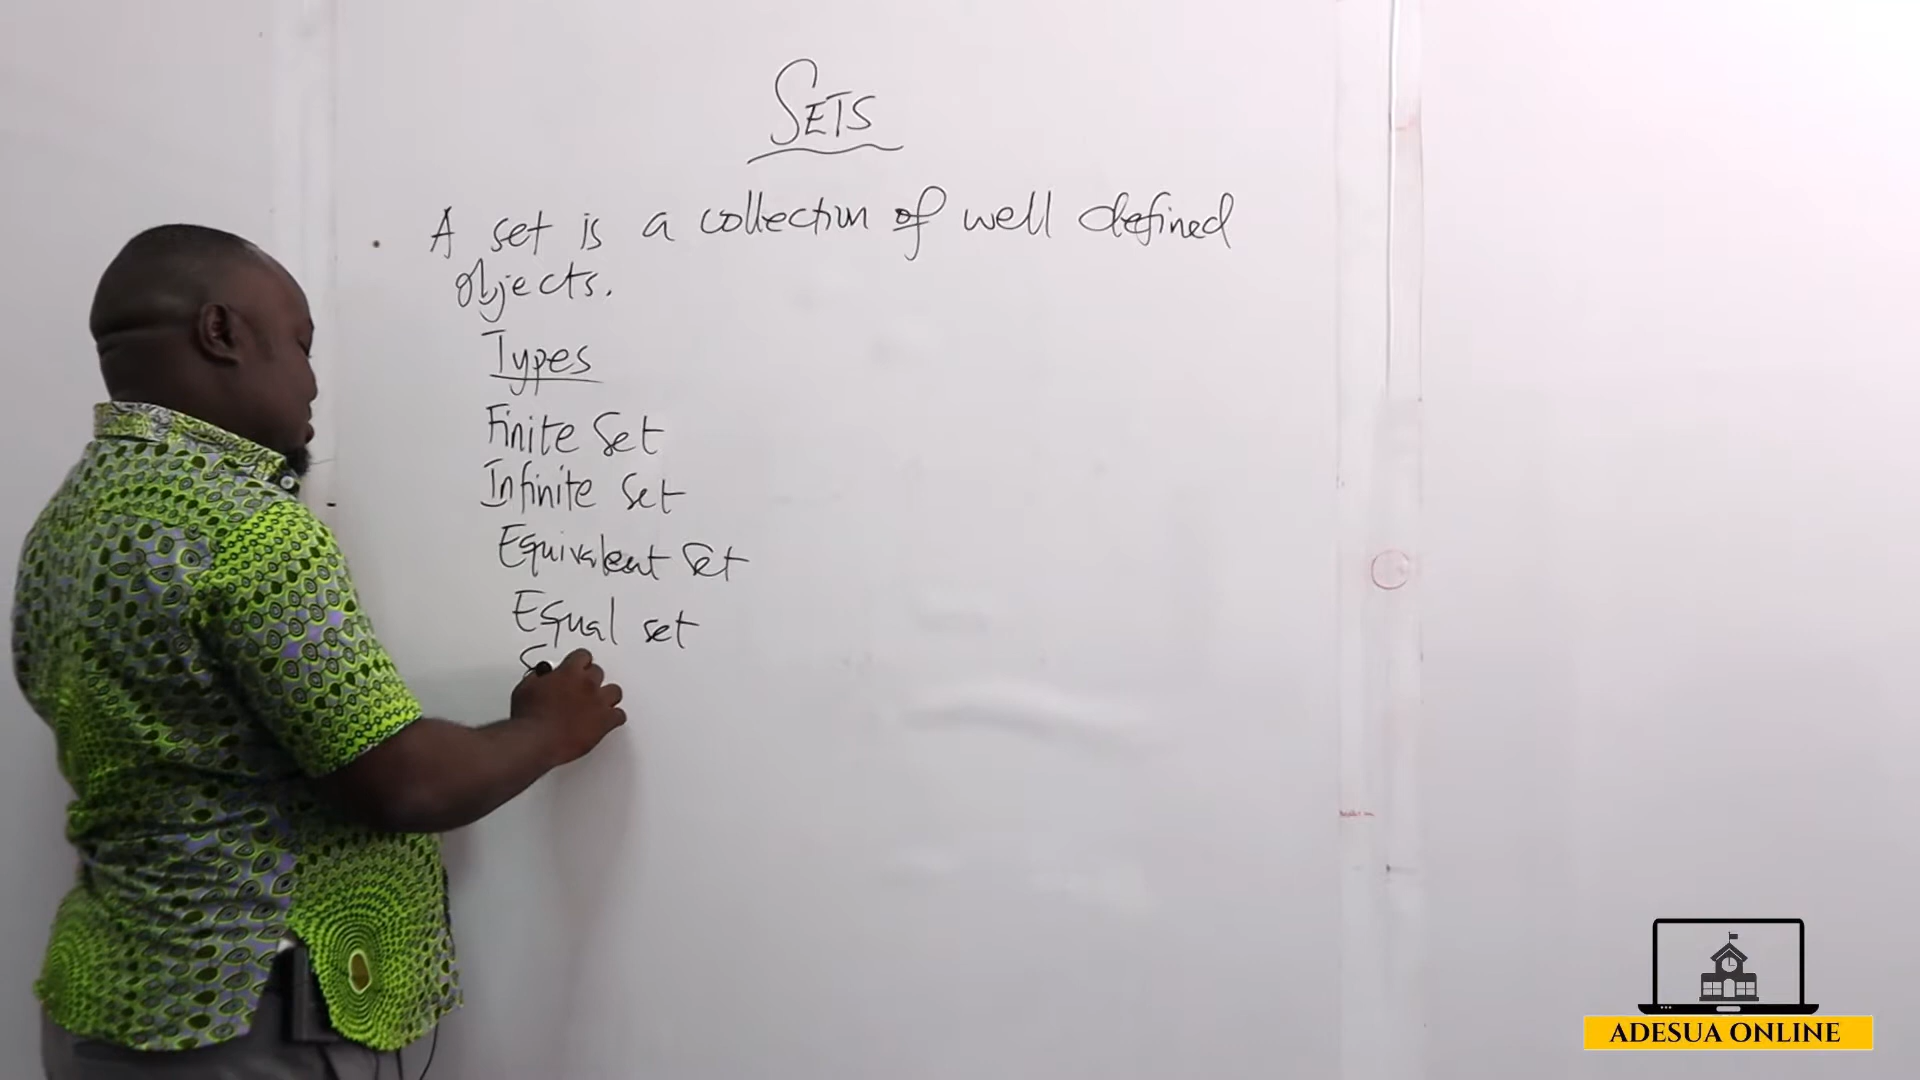 SETS
A set is a collection of well defined
objects.
Types
Finite Set
Infinite Set
Equivalent Set
Equal set
S
ADESUA ONLINE